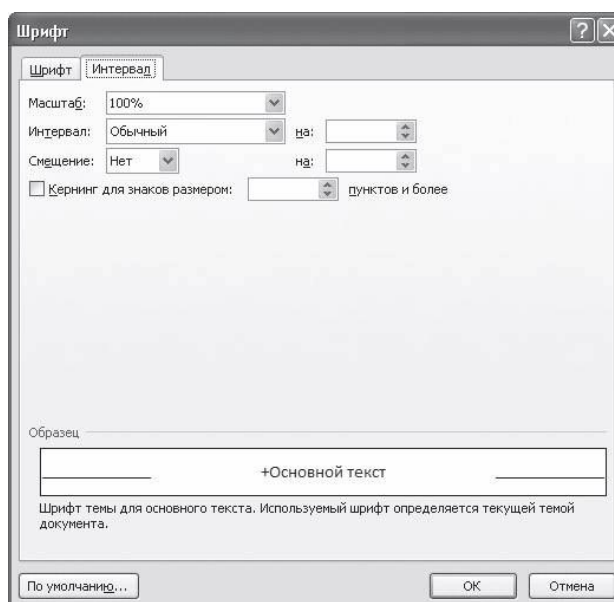 Шрифт
Шрифт Интервал
Масштаб: 100%
Интервал: Обычный на:
Смещение: Нет на:
Кернинг для знаков размером: пунктов и более
Образец
+Основной текст
Шрифт темы для основного текста. Используемый шрифт определяется текущей темой
документа.
По умолчанию... ОК Отмена